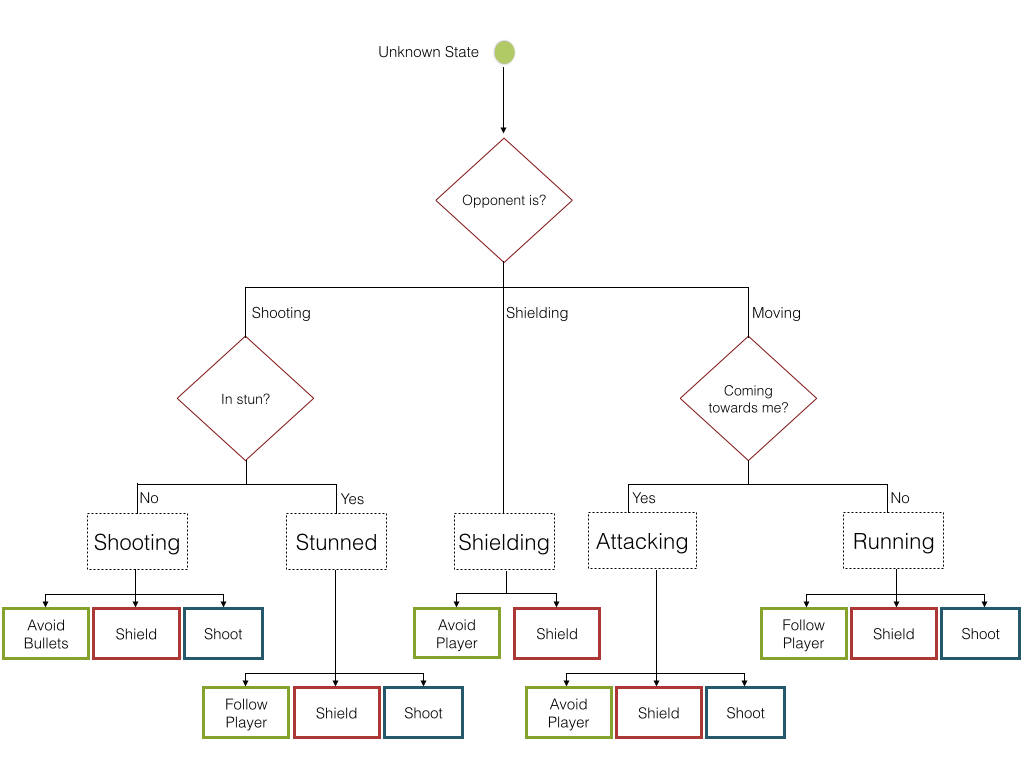 Unknown State
Opponent is?
Shooting
Shielding
Moving
In stun?
Coming
towards me?
No
Yes
Yes
No
Shooting
Stunned
Shielding
Attacking
Running
Avoid
Bullets
Shield
Shoot
Avoid
Player
Shield
Follow
Player
Shield
Shoot
Follow
Player
Shield
Shoot
Avoid
Player
Shield
Shoot